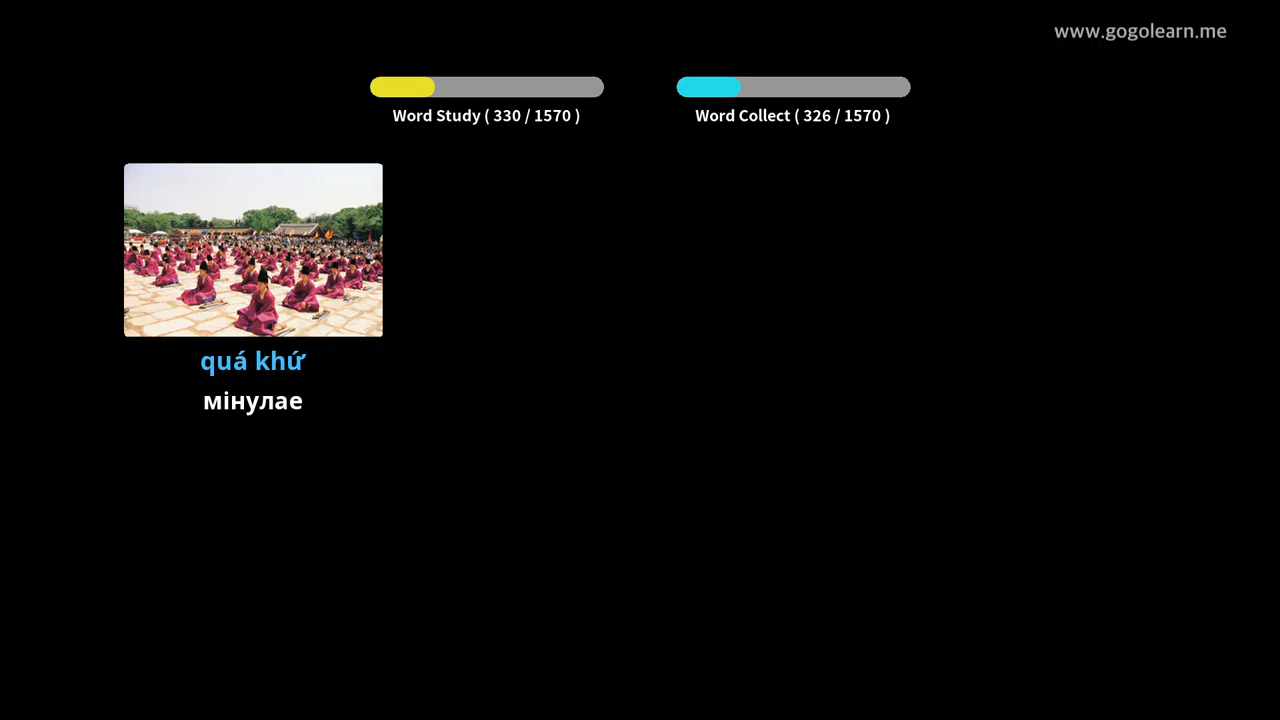 www.gogolearn.me
Word Study ( 330 / 1570 )
Word Collect ( 326 / 1570 )
quá khứ
мінулае